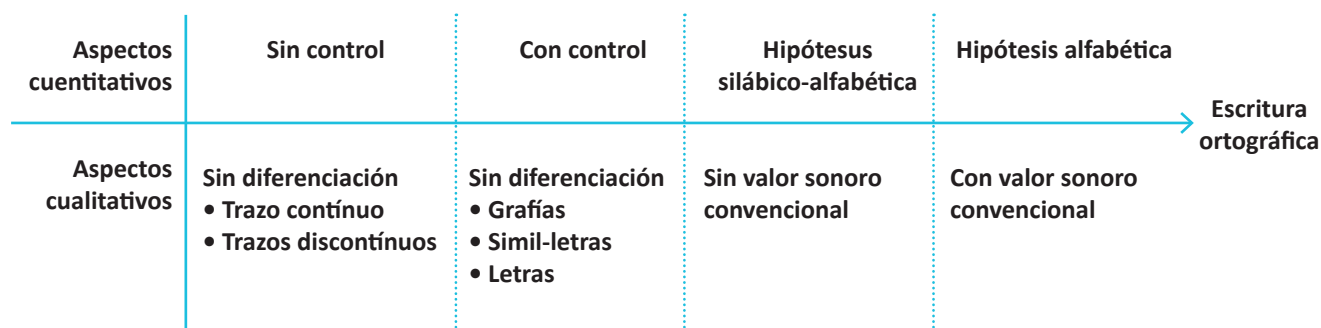 Aspectos
cuentitativos
Sin control
Con control
Hipótesus
silábico-alfabética
Hipótesis alfabética
Escritura
ortográfica
Aspectos
cualitativos
Sin diferenciación
• Trazo contínuo
• Trazos discontínuos
Sin diferenciación
• Grafías
• Simil-letras
• Letras
Sin valor sonoro
convencional
Con valor sonoro
convencional